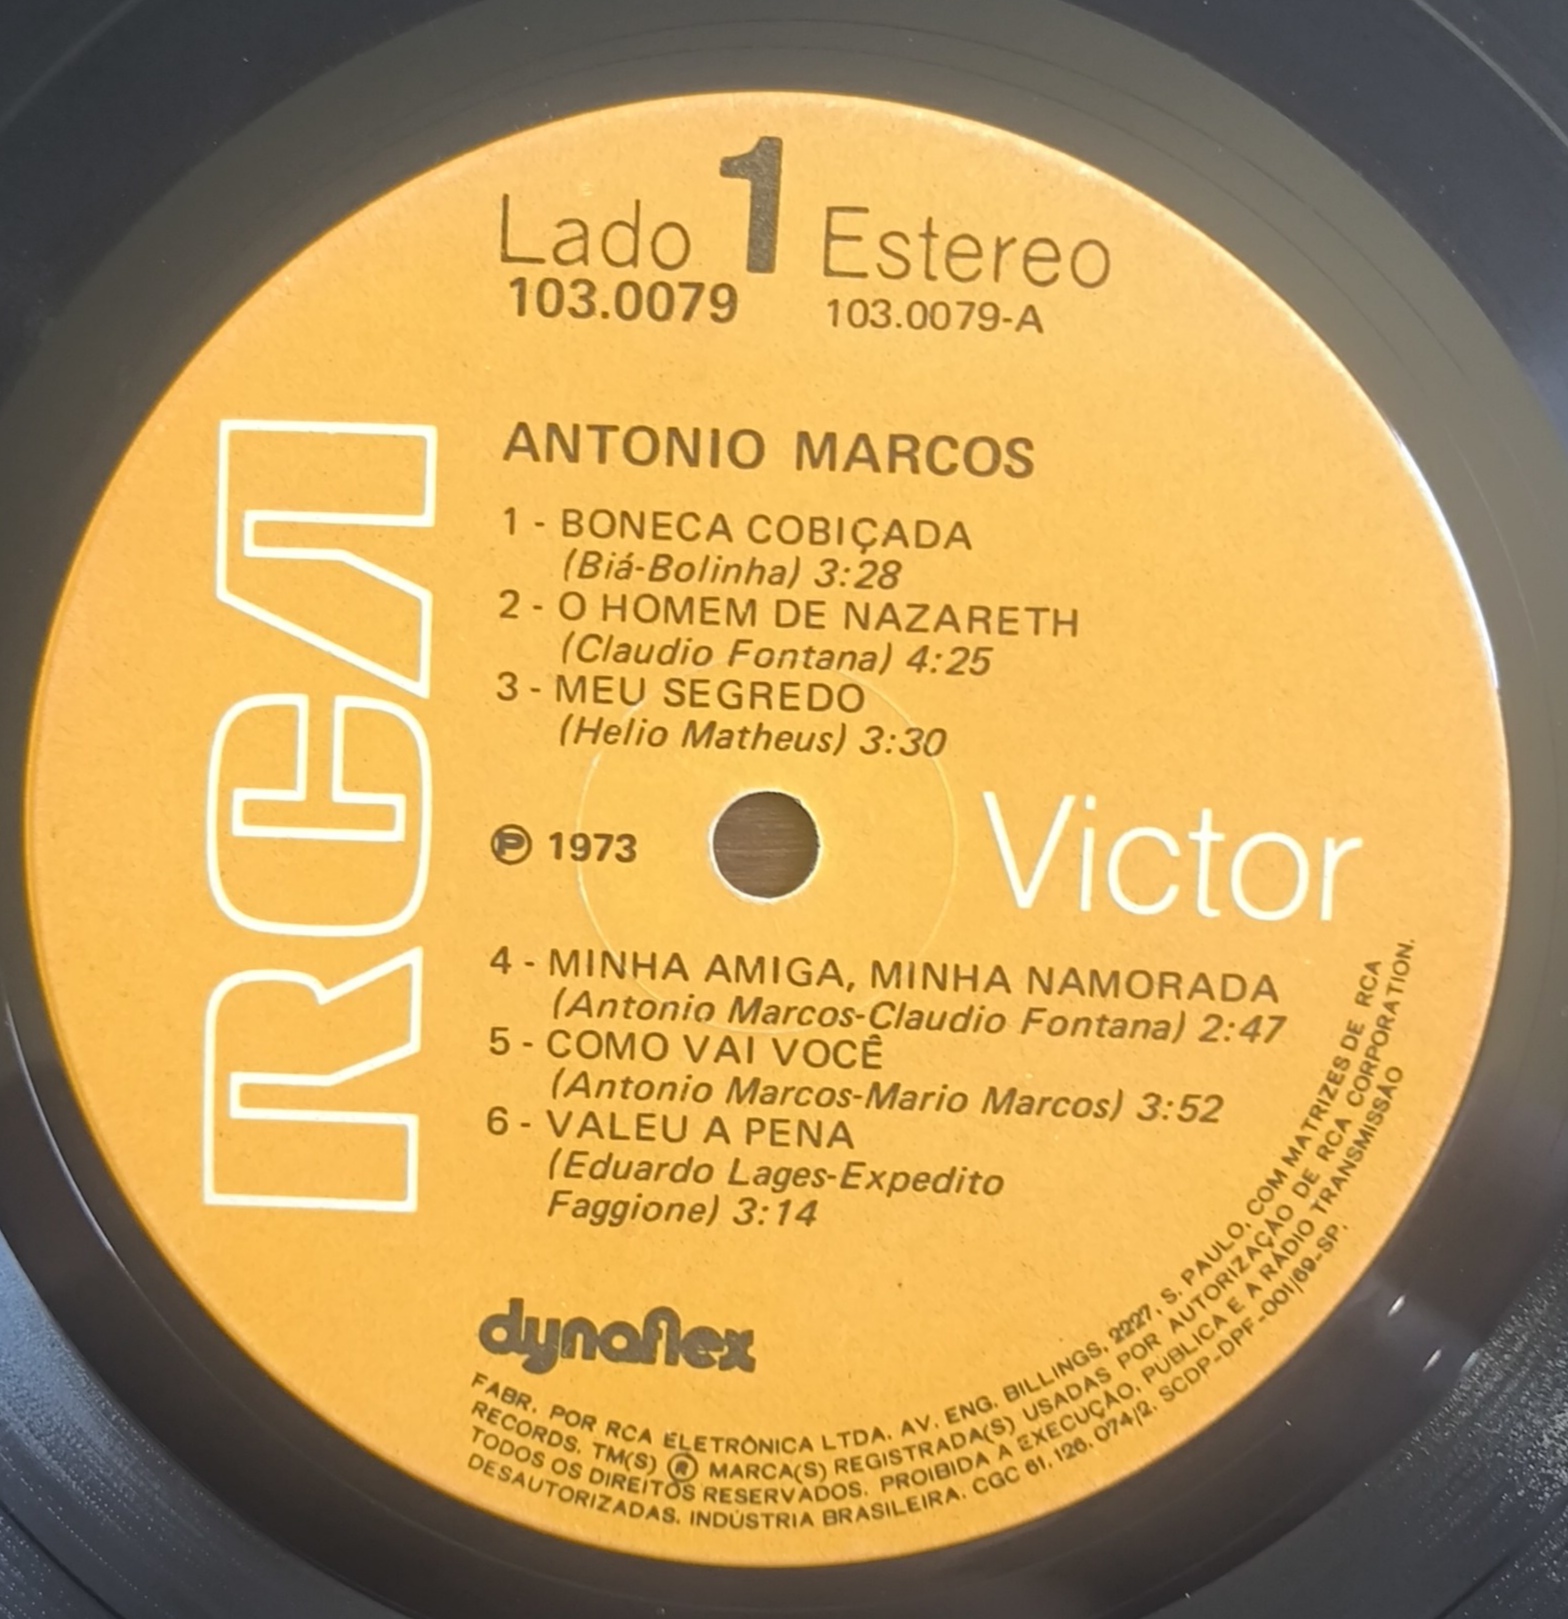 Lado 1 Estereo
103.0079 103.0079-A
ANTONIO MARCOS
1 - BONECA COBIÇADA
(Biá-Bolinha) 3:28
2 - O HOMEM DE NAZARETH
(Claudio Fontana) 4:25
3 - MEU SEGREDO
(Helio Matheus) 3:30
RCA
℗ 1973
Victor
4 - MINHA AMIGA, MINHA NAMORADA
(Antonio Marcos-Claudio Fontana) 2:47
5 - COMO VAI VOCÊ
(Antonio Marcos-Mario Marcos) 3:52
6 - VALEU A PENA
(Eduardo Lages-Expedito
Faggione) 3:14
dynaflex
FABR. POR RCA ELETRÔNICA LTDA. AV. ENG. BILLINGS, 2227, S. PAULO, COM MATRIZES DE RCA
RECORDS. TM(S) ® MARCA(S) REGISTRADA(S) USADAS POR AUTORIZAÇÃO DE RCA CORPORATION.
TODOS OS DIREITOS RESERVADOS. PROIBIDA A EXECUÇÃO, PÚBLICA E A RÁDIO TRANSMISSÃO
DESAUTORIZADAS. INDÚSTRIA BRASILEIRA. CGC 61.126.074/2. SCDP-DPF-001/69-SP.